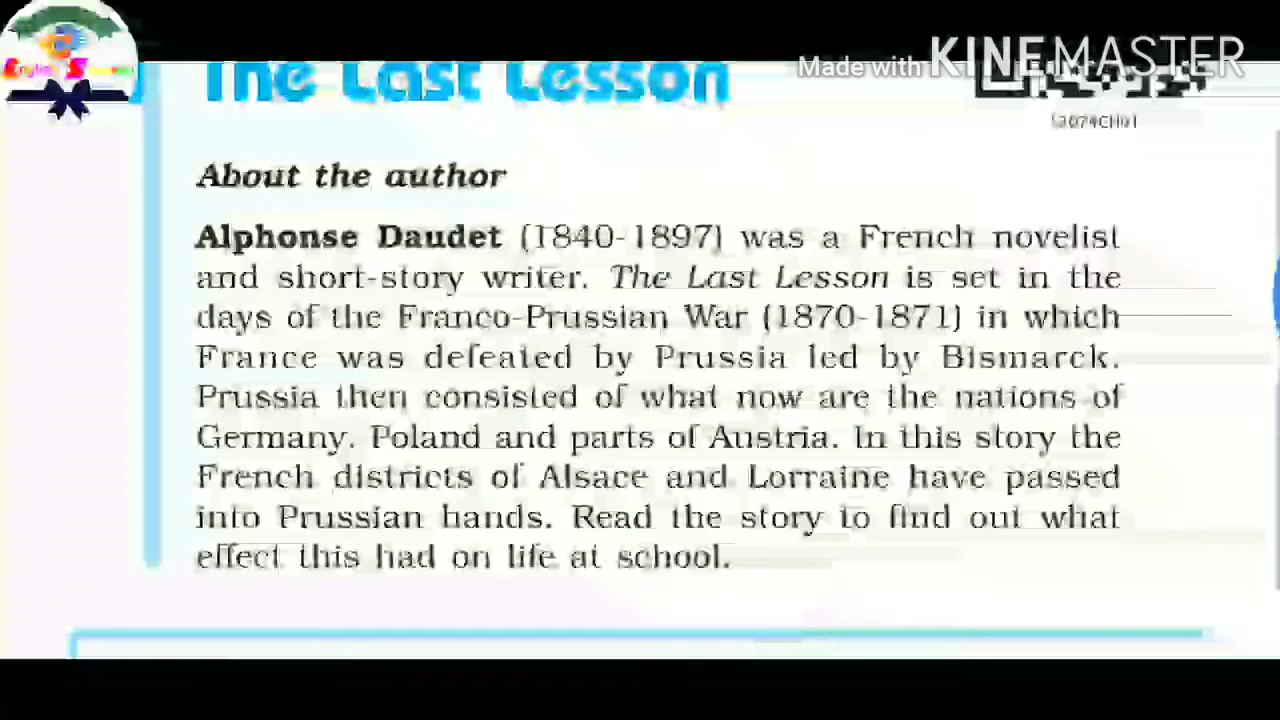 Made with KINEMASTER
The Last Lesson
About the author
Alphonse Daudet (1840-1897) was a French novelist
and short-story writer. The Last Lesson is set in the
days of the Franco-Prussian War (1870-1871) in which
France was defeated by Prussia led by Bismarck.
Prussia then consisted of what now are the nations of
Germany, Poland and parts of Austria. In this story the
French districts of Alsace and Lorraine have passed
into Prussian hands. Read the story to find out what
effect this had on life at school.